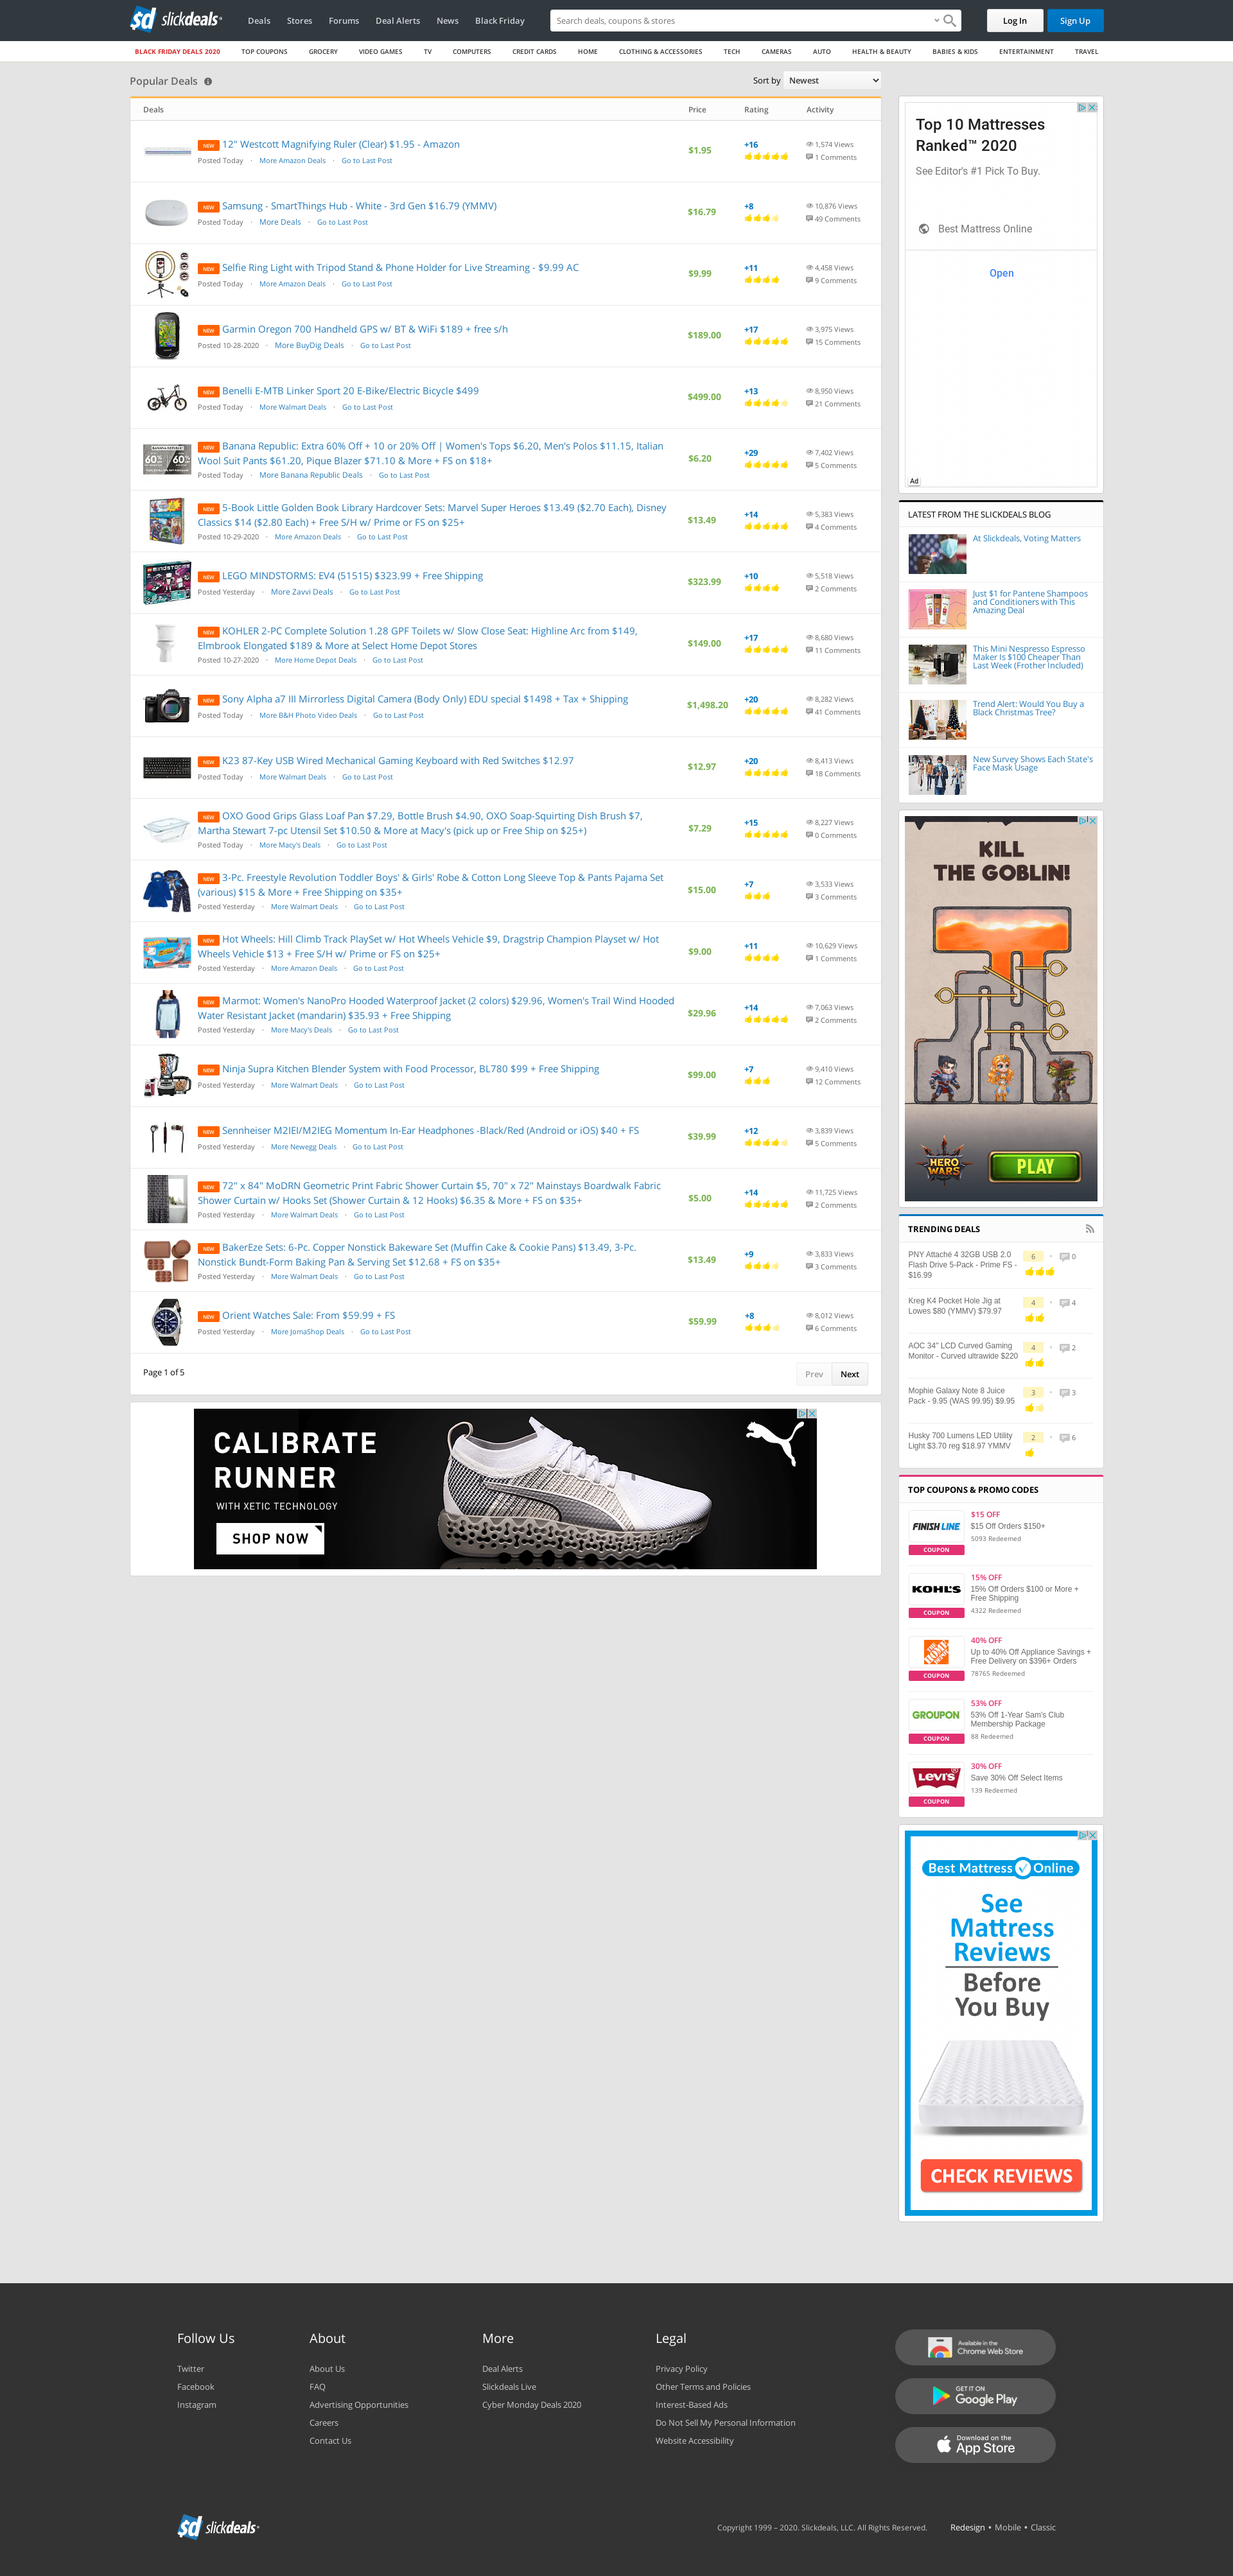 slickdeals
Deals
Stores
Forums
Deal Alerts
News
Black Friday
Search deals, coupons & stores
Log In
Sign Up
BLACK FRIDAY DEALS 2020
TOP COUPONS
GROCERY
VIDEO GAMES
TV
COMPUTERS
CREDIT CARDS
HOME
CLOTHING & ACCESSORIES
TECH
CAMERAS
AUTO
HEALTH & BEAUTY
BABIES & KIDS
ENTERTAINMENT
TRAVEL
Popular Deals
Sort by Newest
Deals Price Rating Activity
NEW 12" Westcott Magnifying Ruler (Clear) $1.95 - Amazon
Posted Today · More Amazon Deals · Go to Last Post
$1.95
+16
1,574 Views
1 Comments
NEW Samsung - SmartThings Hub - White - 3rd Gen $16.79 (YMMV)
Posted Today · More Deals · Go to Last Post
$16.79
+8
10,876 Views
49 Comments
NEW Selfie Ring Light with Tripod Stand & Phone Holder for Live Streaming - $9.99 AC
Posted Today · More Amazon Deals · Go to Last Post
$9.99
+11
4,458 Views
9 Comments
NEW Garmin Oregon 700 Handheld GPS w/ BT & WiFi $189 + free s/h
Posted 10-28-2020 · More BuyDig Deals · Go to Last Post
$189.00
+17
3,975 Views
15 Comments
NEW Benelli E-MTB Linker Sport 20 E-Bike/Electric Bicycle $499
Posted Today · More Walmart Deals · Go to Last Post
$499.00
+13
8,950 Views
21 Comments
NEW Banana Republic: Extra 60% Off + 10 or 20% Off | Women's Tops $6.20, Men's Polos $11.15, Italian
Wool Suit Pants $61.20, Pique Blazer $71.10 & More + FS on $18+
Posted Today · More Banana Republic Deals · Go to Last Post
$6.20
+29
7,402 Views
5 Comments
NEW 5-Book Little Golden Book Library Hardcover Sets: Marvel Super Heroes $13.49 ($2.70 Each), Disney
Classics $14 ($2.80 Each) + Free S/H w/ Prime or FS on $25+
Posted 10-29-2020 · More Amazon Deals · Go to Last Post
$13.49
+14
5,383 Views
4 Comments
NEW LEGO MINDSTORMS: EV4 (51515) $323.99 + Free Shipping
Posted Yesterday · More Zavvi Deals · Go to Last Post
$323.99
+10
5,518 Views
2 Comments
NEW KOHLER 2-PC Complete Solution 1.28 GPF Toilets w/ Slow Close Seat: Highline Arc from $149,
Elmbrook Elongated $189 & More at Select Home Depot Stores
Posted 10-27-2020 · More Home Depot Deals · Go to Last Post
$149.00
+17
8,680 Views
11 Comments
NEW Sony Alpha a7 III Mirrorless Digital Camera (Body Only) EDU special $1498 + Tax + Shipping
Posted Today · More B&H Photo Video Deals · Go to Last Post
$1,498.20
+20
8,282 Views
41 Comments
NEW K23 87-Key USB Wired Mechanical Gaming Keyboard with Red Switches $12.97
Posted Today · More Walmart Deals · Go to Last Post
$12.97
+20
8,413 Views
18 Comments
NEW OXO Good Grips Glass Loaf Pan $7.29, Bottle Brush $4.90, OXO Soap-Squirting Dish Brush $7,
Martha Stewart 7-pc Utensil Set $10.50 & More at Macy's (pick up or Free Ship on $25+)
Posted Today · More Macy's Deals · Go to Last Post
$7.29
+15
8,227 Views
0 Comments
NEW 3-Pc. Freestyle Revolution Toddler Boys' & Girls' Robe & Cotton Long Sleeve Top & Pants Pajama Set
(various) $15 & More + Free Shipping on $35+
Posted Yesterday · More Walmart Deals · Go to Last Post
$15.00
+7
3,533 Views
3 Comments
NEW Hot Wheels: Hill Climb Track PlaySet w/ Hot Wheels Vehicle $9, Dragstrip Champion Playset w/ Hot
Wheels Vehicle $13 + Free S/H w/ Prime or FS on $25+
Posted Yesterday · More Amazon Deals · Go to Last Post
$9.00
+11
10,629 Views
1 Comments
NEW Marmot: Women's NanoPro Hooded Waterproof Jacket (2 colors) $29.96, Women's Trail Wind Hooded
Water Resistant Jacket (mandarin) $35.93 + Free Shipping
Posted Yesterday · More Macy's Deals · Go to Last Post
$29.96
+14
7,063 Views
2 Comments
NEW Ninja Supra Kitchen Blender System with Food Processor, BL780 $99 + Free Shipping
Posted Yesterday · More Walmart Deals · Go to Last Post
$99.00
+7
9,410 Views
12 Comments
NEW Sennheiser M2IEI/M2IEG Momentum In-Ear Headphones -Black/Red (Android or iOS) $40 + FS
Posted Yesterday · More Newegg Deals · Go to Last Post
$39.99
+12
3,839 Views
5 Comments
NEW 72" x 84" MoDRN Geometric Print Fabric Shower Curtain $5, 70" x 72" Mainstays Boardwalk Fabric
Shower Curtain w/ Hooks Set (Shower Curtain & 12 Hooks) $6.35 & More + FS on $35+
Posted Yesterday · More Walmart Deals · Go to Last Post
$5.00
+14
11,725 Views
2 Comments
NEW BakerEze Sets: 6-Pc. Copper Nonstick Bakeware Set (Muffin Cake & Cookie Pans) $13.49, 3-Pc.
Nonstick Bundt-Form Baking Pan & Serving Set $12.68 + FS on $35+
Posted Yesterday · More Walmart Deals · Go to Last Post
$13.49
+9
3,833 Views
3 Comments
NEW Orient Watches Sale: From $59.99 + FS
Posted Yesterday · More JomaShop Deals · Go to Last Post
$59.99
+8
8,012 Views
6 Comments
Page 1 of 5
Prev
Next
CALIBRATE
RUNNER
WITH XETIC TECHNOLOGY
SHOP NOW
Top 10 Mattresses
Ranked™ 2020
See Editor's #1 Pick To Buy.
Best Mattress Online
Open
Ad
LATEST FROM THE SLICKDEALS BLOG
At Slickdeals, Voting Matters
Just $1 for Pantene Shampoos
and Conditioners with This
Amazing Deal
This Mini Nespresso Espresso
Maker Is $100 Cheaper Than
Last Week (Frother Included)
Trend Alert: Would You Buy a
Black Christmas Tree?
New Survey Shows Each State's
Face Mask Usage
KILL
THE GOBLIN!
HERO
WARS
PLAY
TRENDING DEALS
PNY Attaché 4 32GB USB 2.0
Flash Drive 5-Pack - Prime FS -
$16.99
6 0
Kreg K4 Pocket Hole Jig at
Lowes $80 (YMMV) $79.97
4 4
AOC 34" LCD Curved Gaming
Monitor - Curved ultrawide $220
4 2
Mophie Galaxy Note 8 Juice
Pack - 9.95 (WAS 99.95) $9.95
3 3
Husky 700 Lumens LED Utility
Light $3.70 reg $18.97 YMMV
2 6
TOP COUPONS & PROMO CODES
FINISH LINE
COUPON
$15 OFF
$15 Off Orders $150+
5093 Redeemed
KOHL'S
COUPON
15% OFF
15% Off Orders $100 or More +
Free Shipping
4322 Redeemed
COUPON
40% OFF
Up to 40% Off Appliance Savings +
Free Delivery on $396+ Orders
78765 Redeemed
GROUPON
COUPON
53% OFF
53% Off 1-Year Sam's Club
Membership Package
88 Redeemed
Levi's
COUPON
30% OFF
Save 30% Off Select Items
139 Redeemed
Best Mattress Online
See
Mattress
Reviews
Before
You Buy
CHECK REVIEWS
Follow Us
Twitter
Facebook
Instagram
About
About Us
FAQ
Advertising Opportunities
Careers
Contact Us
More
Deal Alerts
Slickdeals Live
Cyber Monday Deals 2020
Legal
Privacy Policy
Other Terms and Policies
Interest-Based Ads
Do Not Sell My Personal Information
Website Accessibility
Available in the
Chrome Web Store
GET IT ON
Google Play
Download on the
App Store
slickdeals
Copyright 1999 – 2020. Slickdeals, LLC. All Rights Reserved.
Redesign • Mobile • Classic